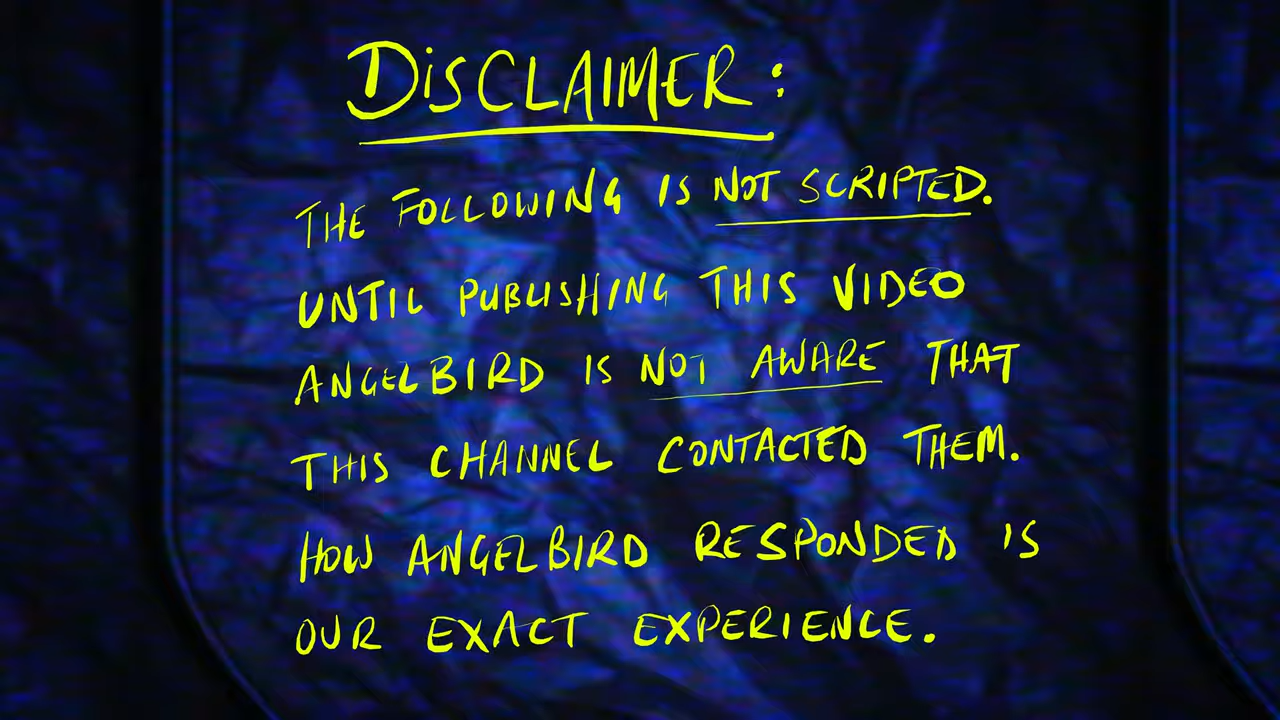 DiSCLAIMER:
THE FOLLOWING IS NOT SCRIPTED.
UNTIL PUBLISHING THIS VIDEO
ANGELBIRD IS NOT AWARE THAT
THIS CHANNEL CONTACTED THEM.
HOW ANGELBIRD RESPONDED IS
OUR EXACT EXPERIENCE.